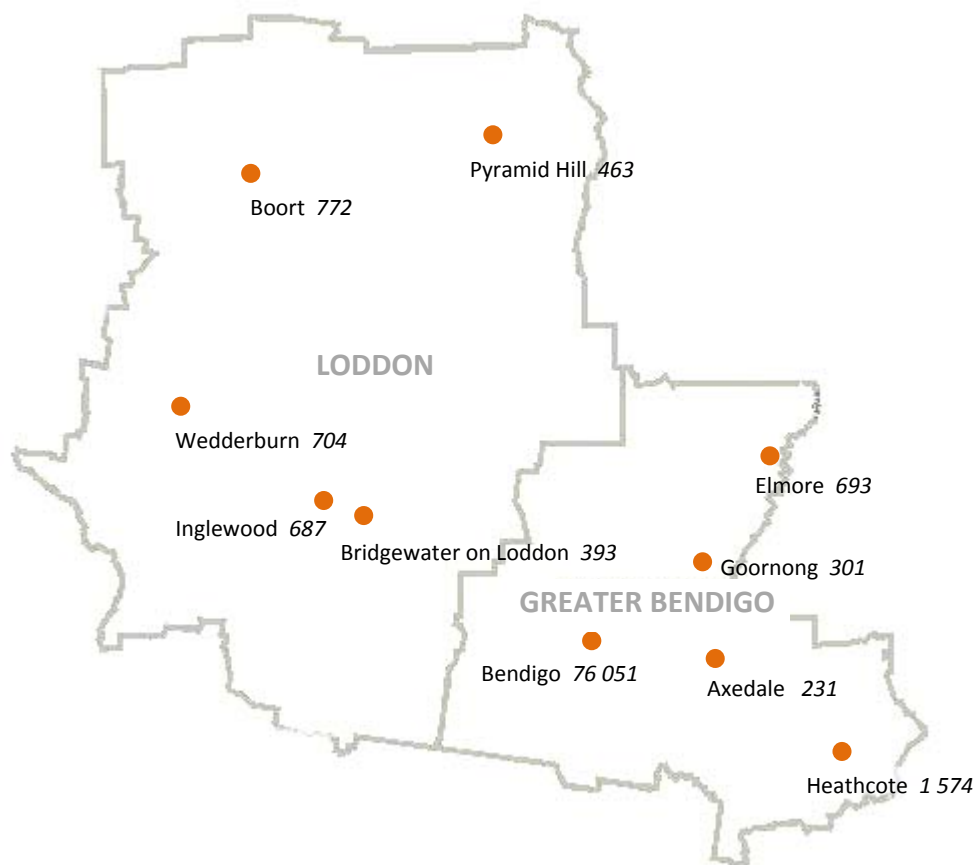 Pyramid Hill 463
Boort 772
LODDON
Wedderburn 704
Elmore 693
Inglewood 687
Bridgewater on Loddon 393
Goornong 301
GREATER BENDIGO
Bendigo 76 051
Axedale 231
Heathcote 1 574